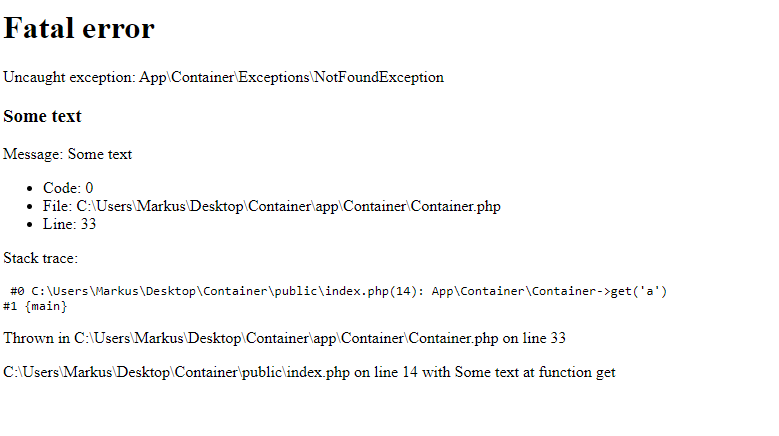 Fatal error
Uncaught exception: App\Container\Exceptions\NotFoundException
Some text
Message: Some text
• Code: 0
• File: C:\Users\Markus\Desktop\Container\app\Container\Container.php
• Line: 33
Stack trace:
#0 C:\Users\Markus\Desktop\Container\public\index.php(14): App\Container\Container->get('a')
#1 {main}
Thrown in C:\Users\Markus\Desktop\Container\app\Container\Container.php on line 33
C:\Users\Markus\Desktop\Container\public\index.php on line 14 with Some text at function get